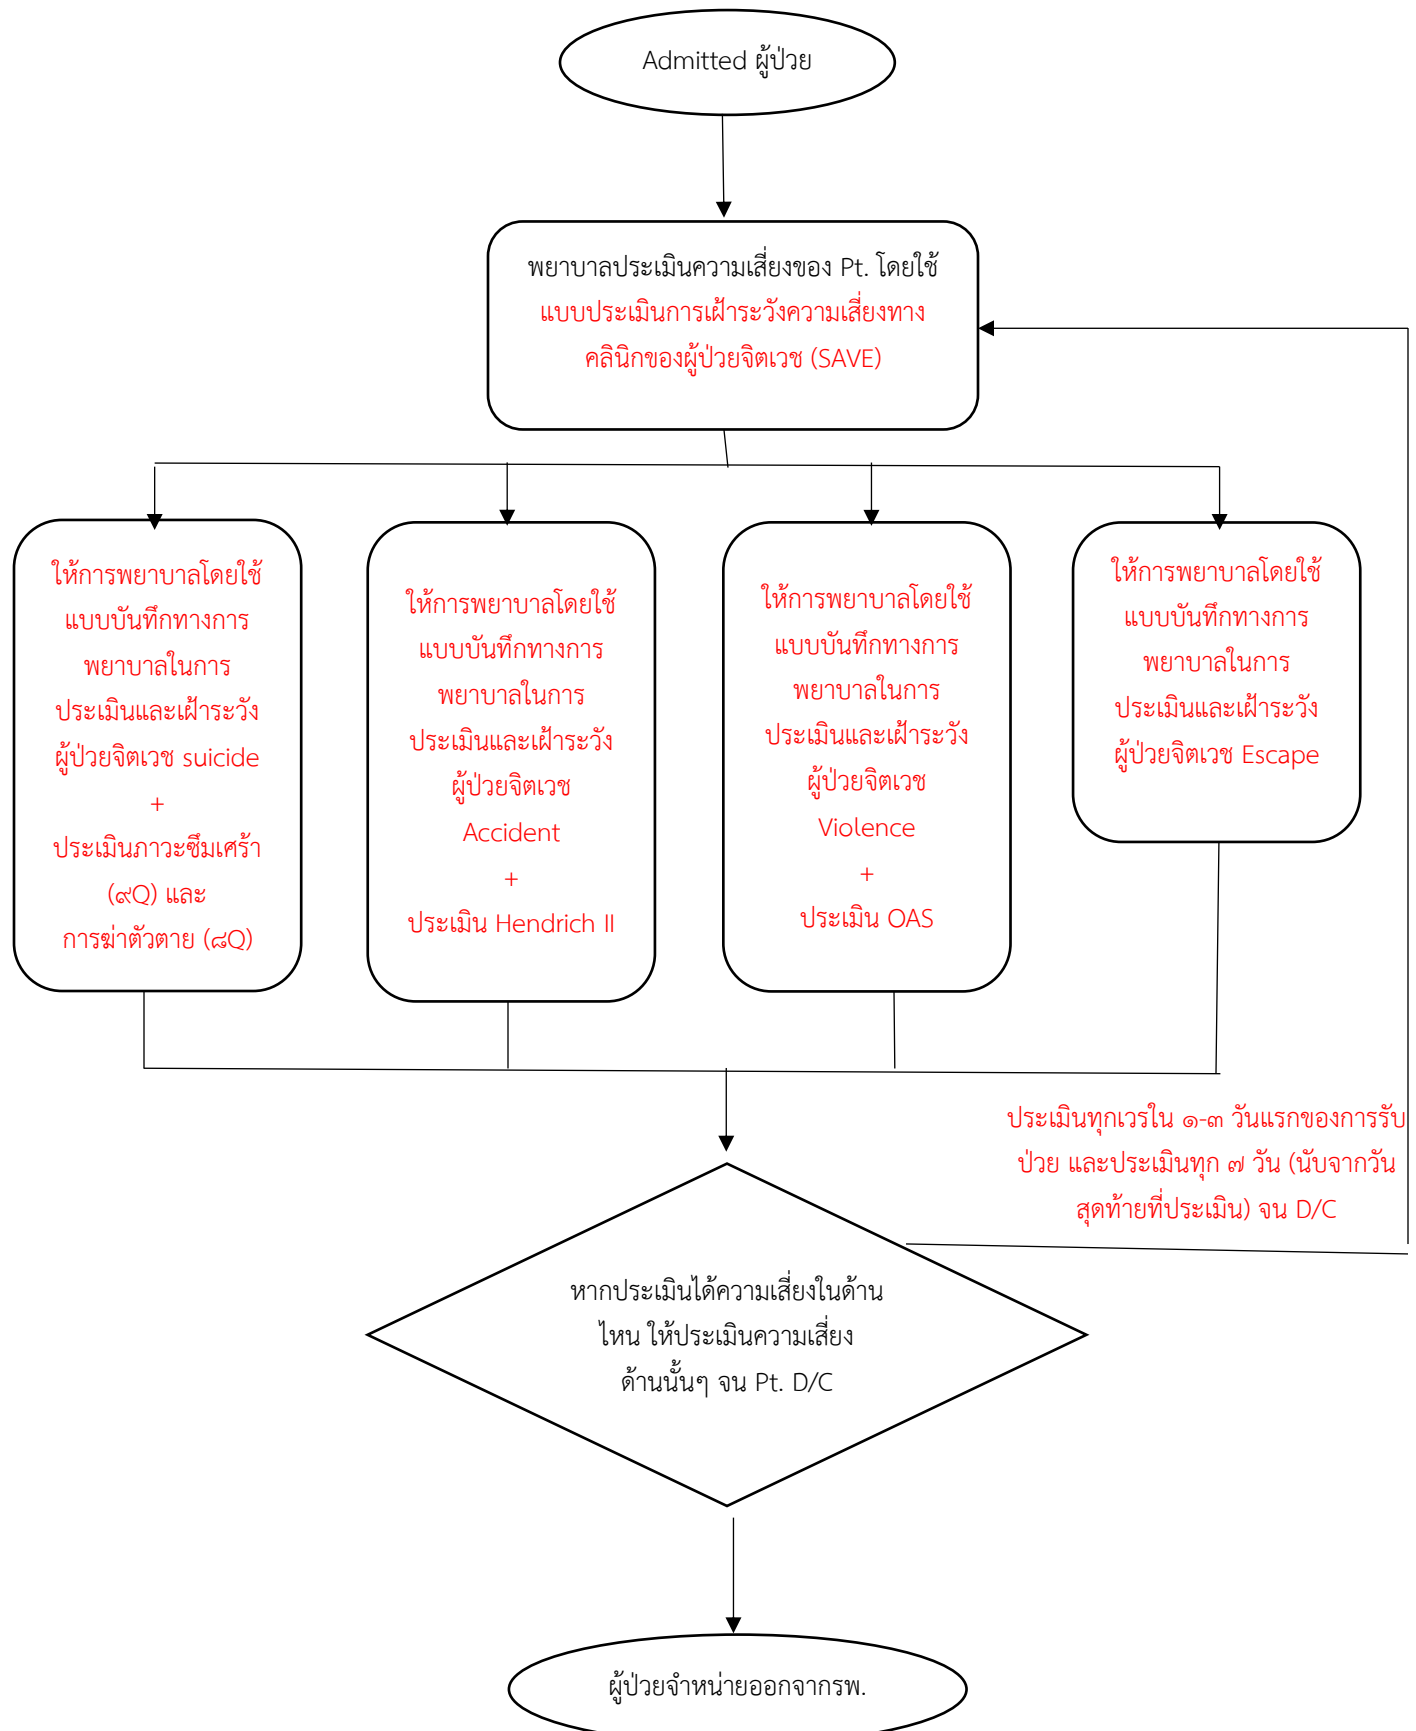 Admitted ผู้ป่วย
พยาบาลประเมินความเสี่ยงของ Pt. โดยใช้
แบบประเมินการเฝ้าระวังความเสี่ยงทาง
คลินิกของผู้ป่วยจิตเวช (SAVE)
ให้การพยาบาลโดยใช้
แบบบันทึกทางการ
พยาบาลในการ
ประเมินและเฝ้าระวัง
ผู้ป่วยจิตเวช suicide
+
ประเมินภาวะซึมเศร้า
(๙Q) และ
การฆ่าตัวตาย (๘Q)
ให้การพยาบาลโดยใช้
แบบบันทึกทางการ
พยาบาลในการ
ประเมินและเฝ้าระวัง
ผู้ป่วยจิตเวช
Accident
+
ประเมิน Hendrich II
ให้การพยาบาลโดยใช้
แบบบันทึกทางการ
พยาบาลในการ
ประเมินและเฝ้าระวัง
ผู้ป่วยจิตเวช
Violence
+
ประเมิน OAS
ให้การพยาบาลโดยใช้
แบบบันทึกทางการ
พยาบาลในการ
ประเมินและเฝ้าระวัง
ผู้ป่วยจิตเวช Escape
ประเมินทุกเวรใน ๑-๓ วันแรกของการรับ
ป่วย และประเมินทุก ๗ วัน (นับจากวัน
สุดท้ายที่ประเมิน) จน D/C
หากประเมินได้ความเสี่ยงในด้าน
ไหน ให้ประเมินความเสี่ยง
ด้านนั้นๆ จน Pt. D/C
ผู้ป่วยจำหน่ายออกจากรพ.